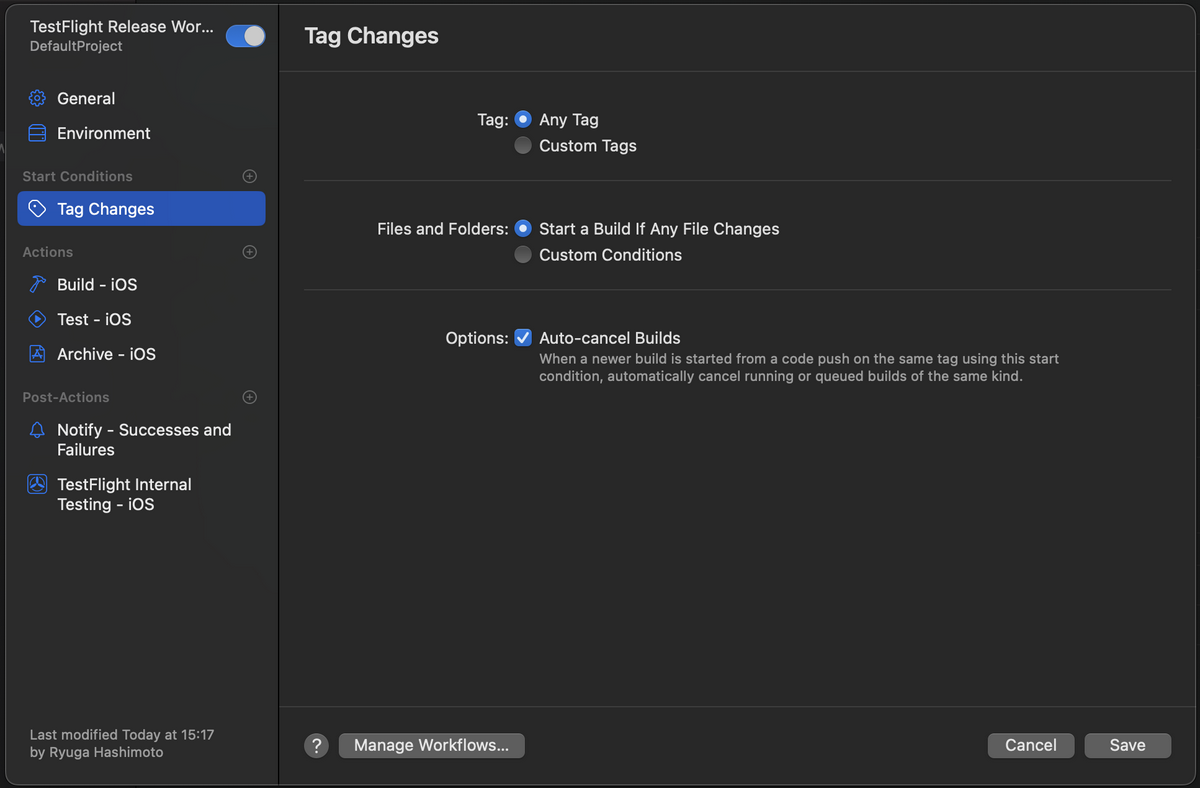 TestFlight Release Wor...
DefaultProject
General
Environment
Start Conditions
Tag Changes
Actions
Build - iOS
Test - iOS
Archive - iOS
Post-Actions
Notify - Successes and
Failures
TestFlight Internal
Testing - iOS
Last modified Today at 15:17
by Ryuga Hashimoto
Tag Changes
Tag: Any Tag
Custom Tags
Files and Folders: Start a Build If Any File Changes
Custom Conditions
Options: Auto-cancel Builds
When a newer build is started from a code push on the same tag using this start
condition, automatically cancel running or queued builds of the same kind.
? Manage Workflows... Cancel Save